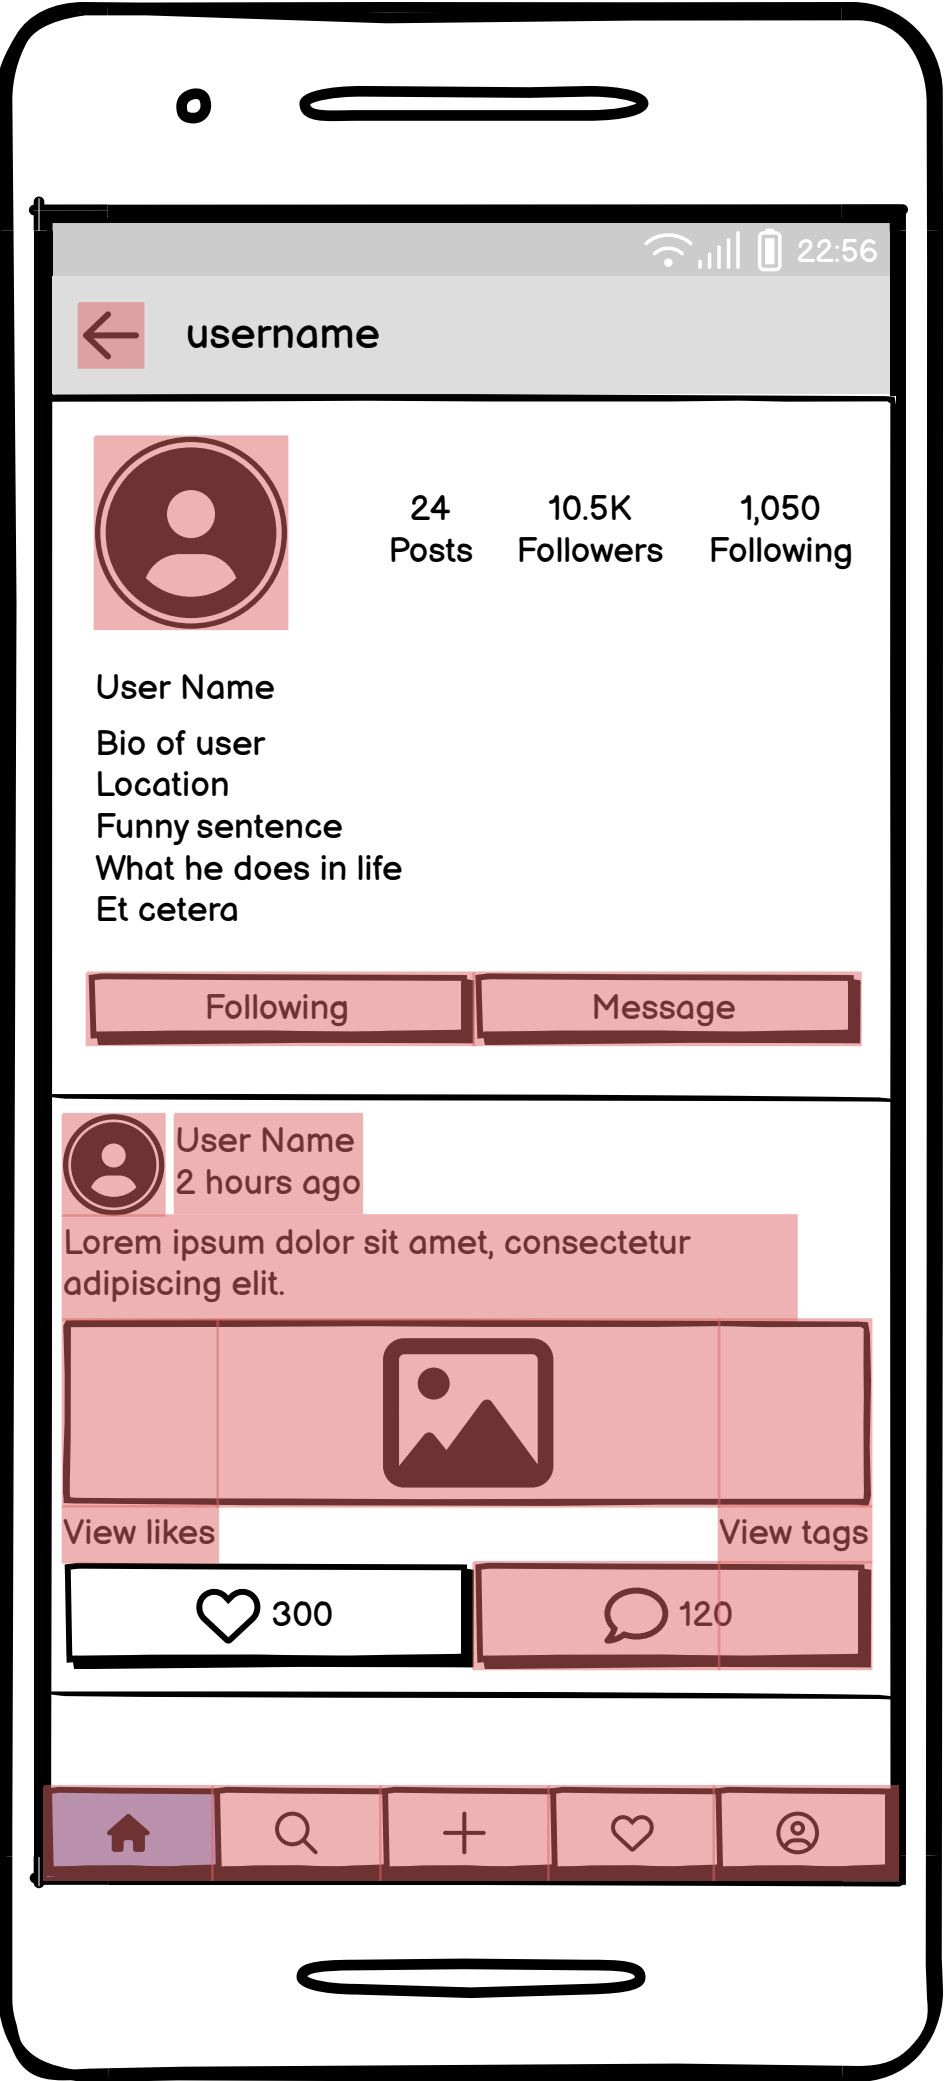 22:56
username
24 10.5K 1,050
Posts Followers Following
User Name
Bio of user
Location
Funny sentence
What he does in life
Et cetera
Following Message
User Name
2 hours ago
Lorem ipsum dolor sit amet, consectetur
adipiscing elit.
View likes View tags
300 120